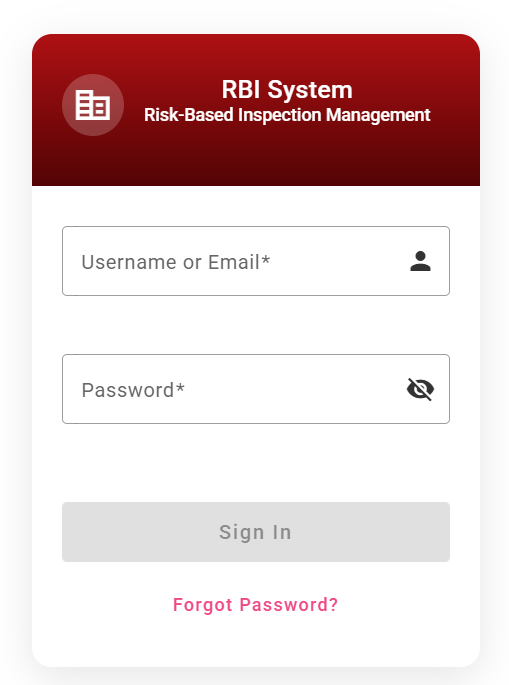 RBI System
Risk-Based Inspection Management
Username or Email*
Password*
Sign In
Forgot Password?